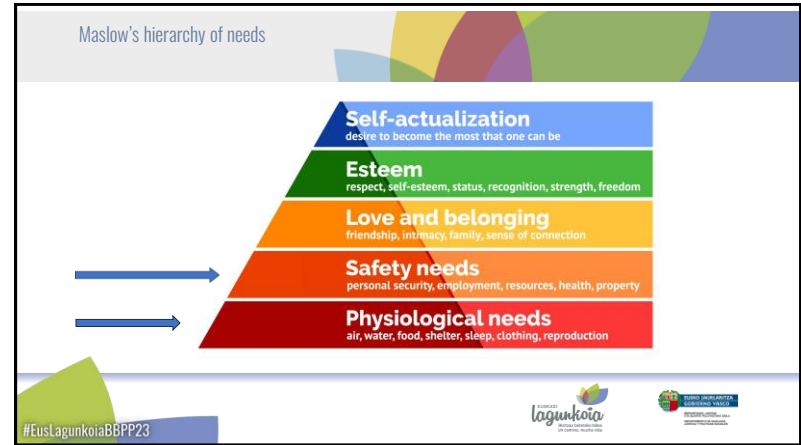 Maslow's hierarchy of needs
Self-actualization
desire to become the most that one can be
Esteem
respect, self-esteem, status, recognition, strength, freedom
Love and belonging
friendship, intimacy, family, sense of connection
Safety needs
personal security, employment, resources, health, property
Physiological needs
air, water, food, shelter, sleep, clothing, reproduction
EUSKADI
lagunkoia
EUSKO JAURLARITZA
GOBIERNO VASCO
#EusLagunkoiaBBPP23